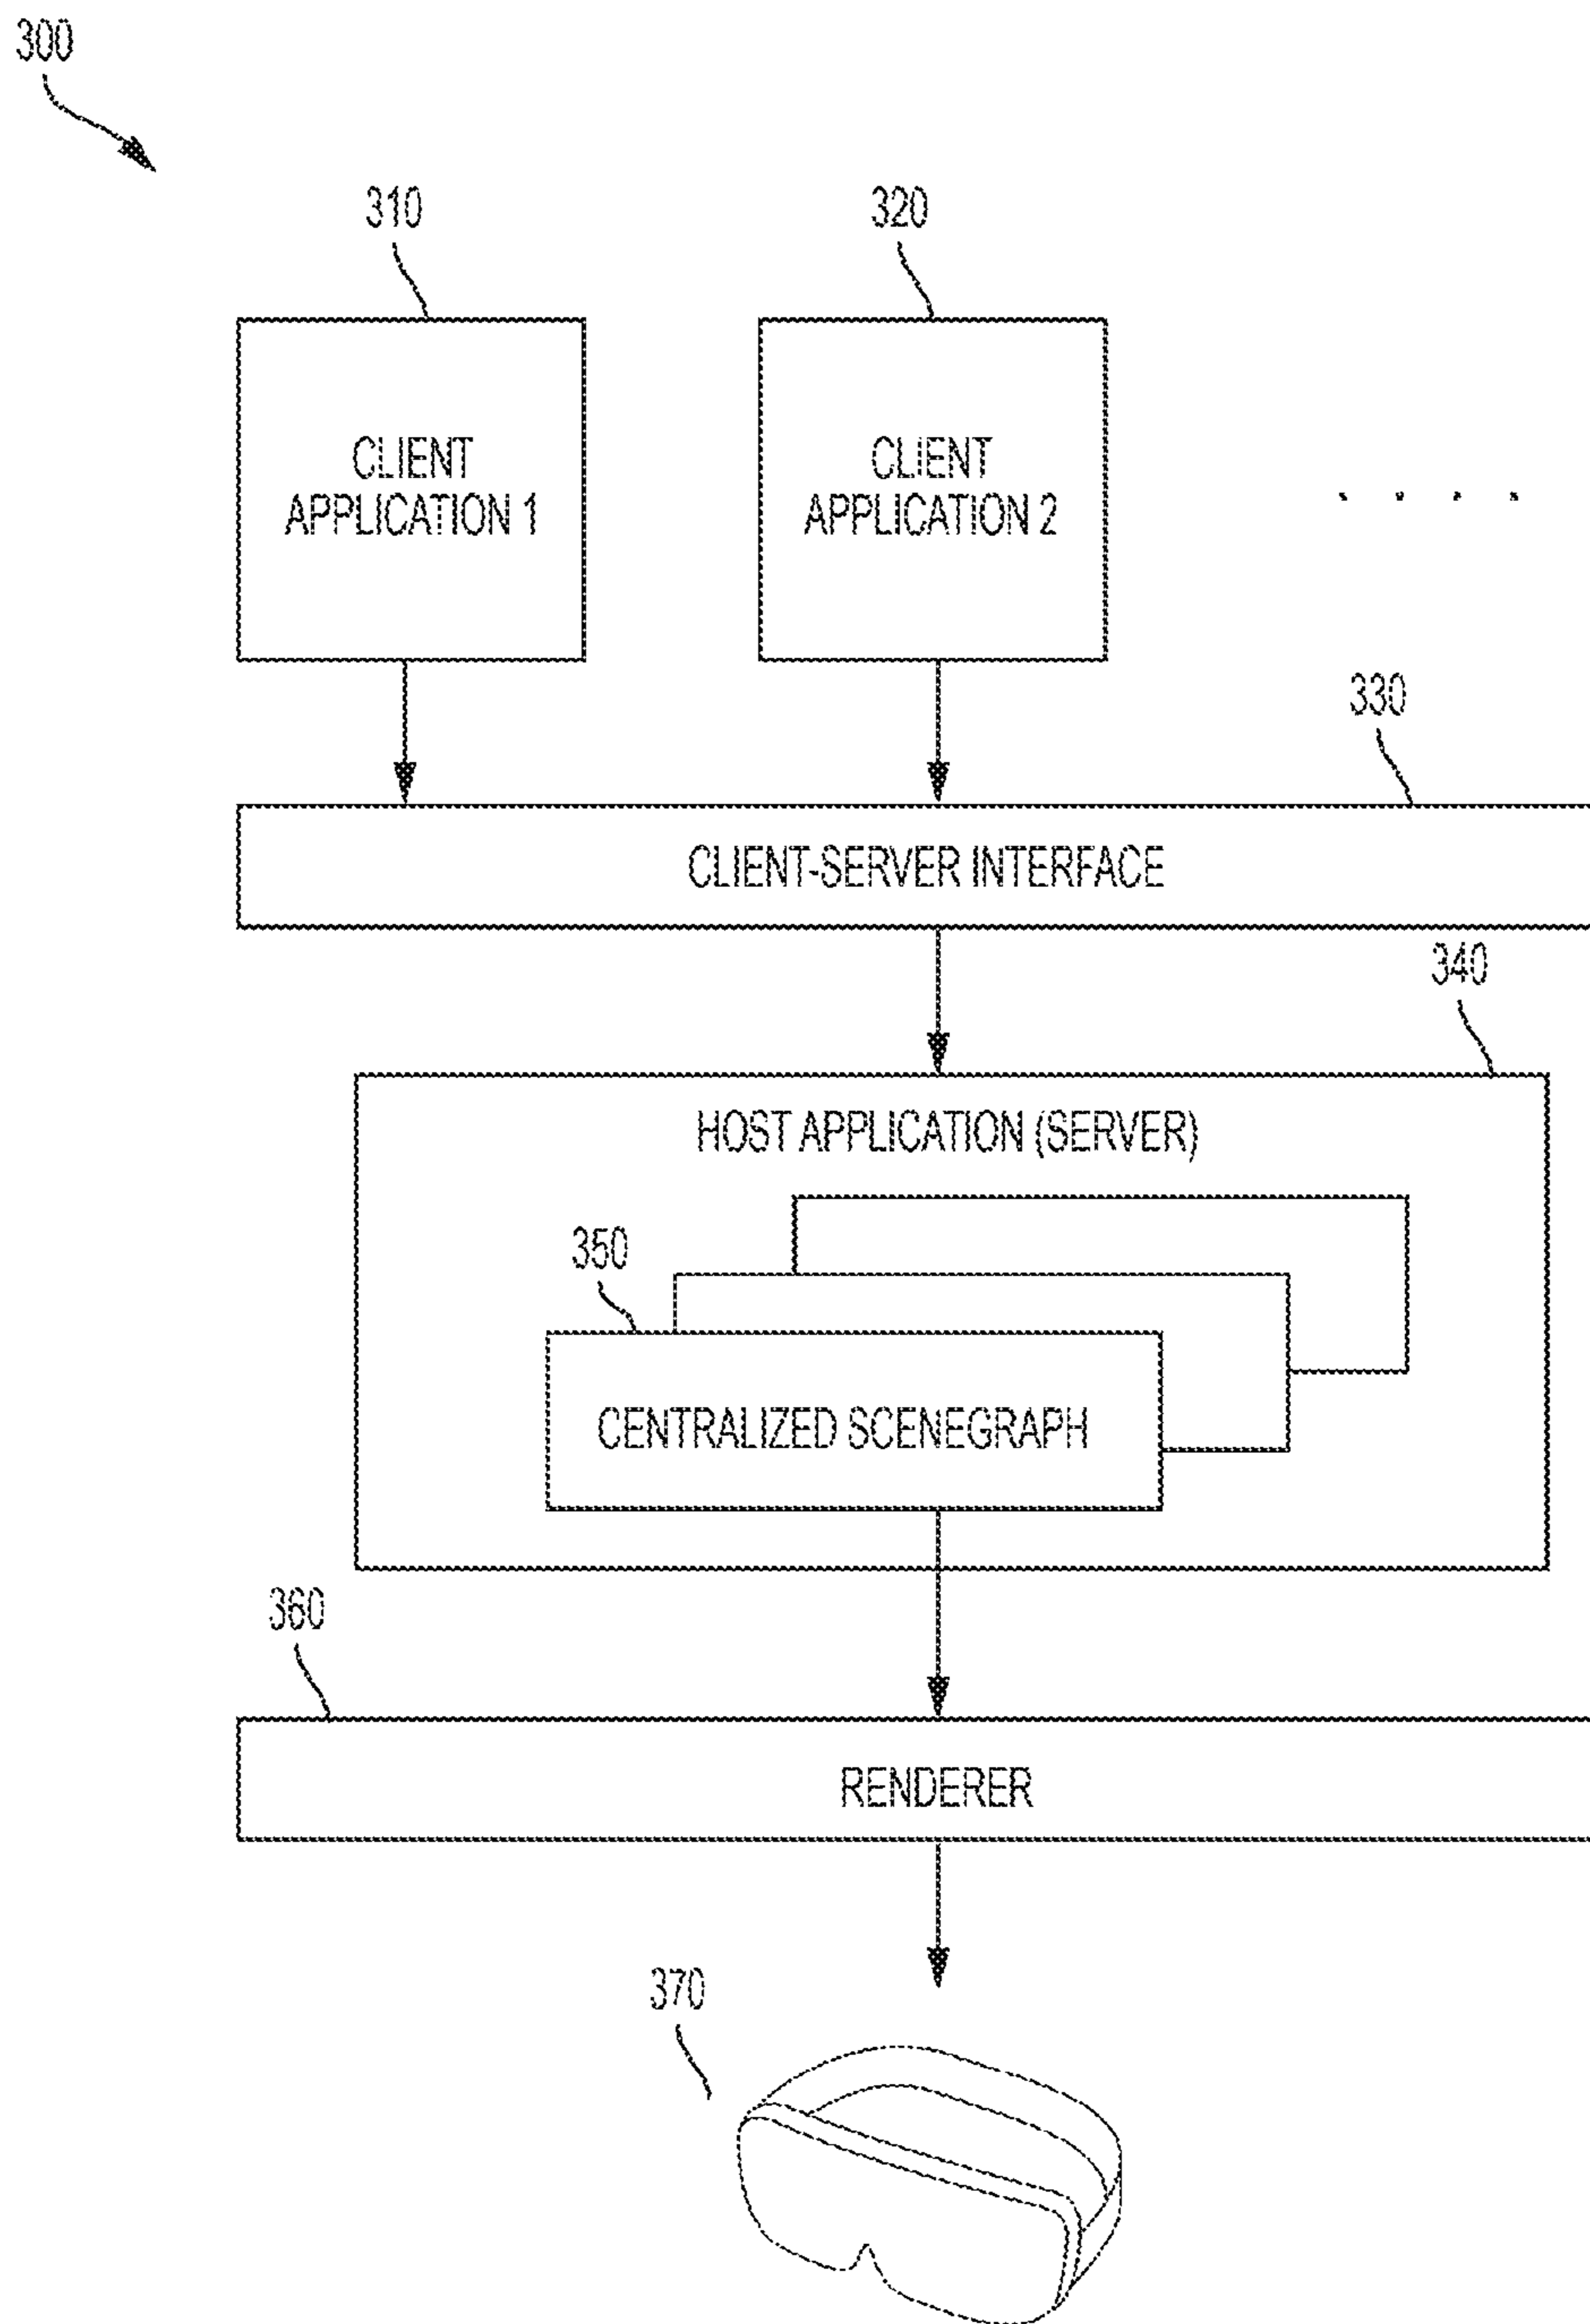 300
310
320
CLIENT
APPLICATION 1
CLIENT
APPLICATION 2
. . . .
330
CLIENT-SERVER INTERFACE
340
HOST APPLICATION (SERVER)
350
CENTRALIZED SCENEGRAPH
360
RENDERER
370